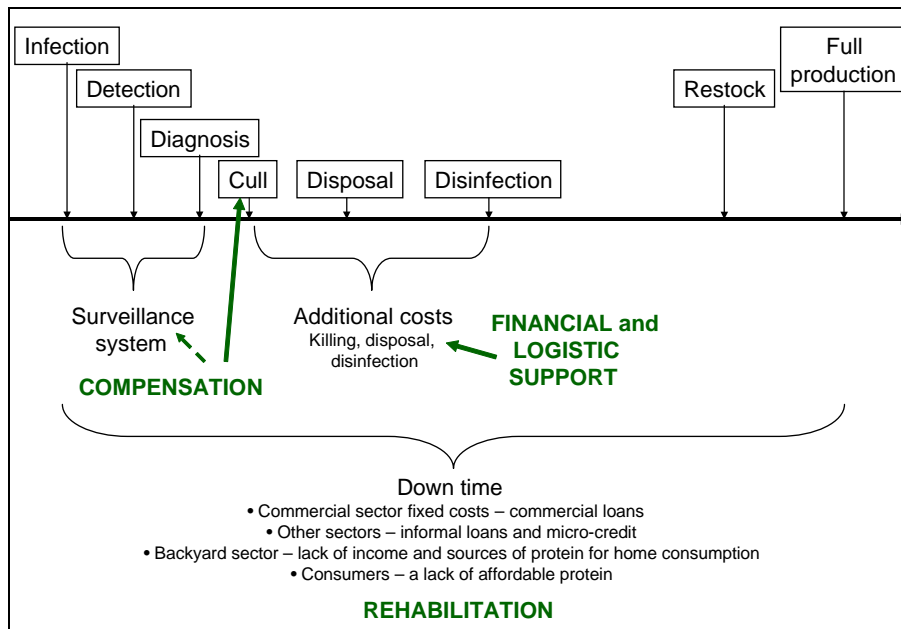 Infection
Full
production
Detection
Restock
Diagnosis
Cull
Disposal
Disinfection
Surveillance
system
Additional costs
Killing, disposal,
disinfection
FINANCIAL and
LOGISTIC
SUPPORT
COMPENSATION
Down time
• Commercial sector fixed costs – commercial loans
• Other sectors – informal loans and micro-credit
• Backyard sector – lack of income and sources of protein for home consumption
• Consumers – a lack of affordable protein
REHABILITATION